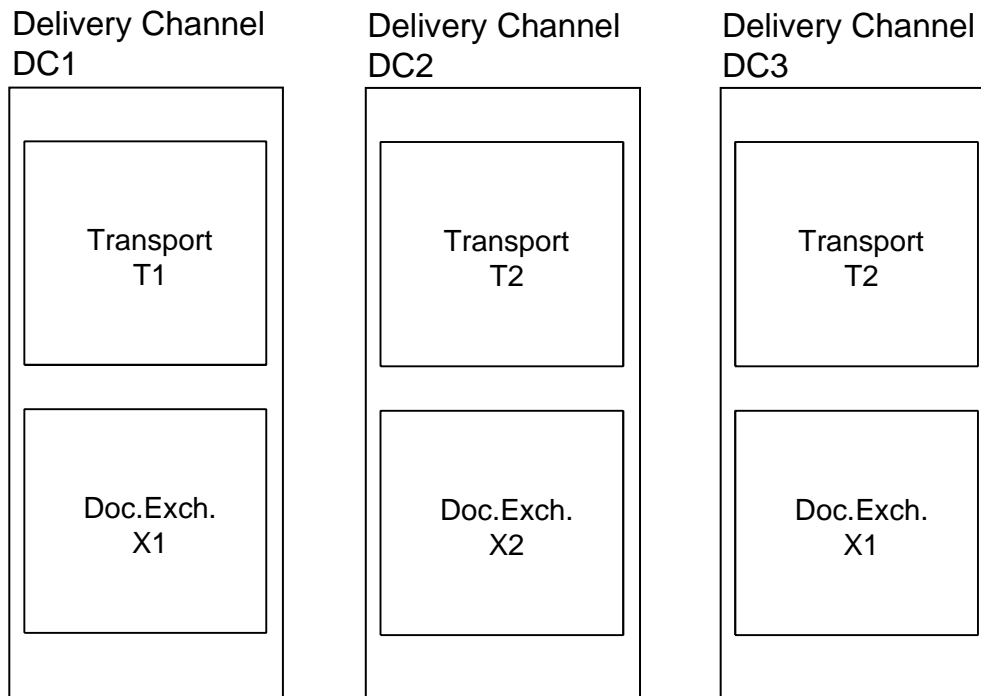 Delivery Channel
DC1
Delivery Channel
DC2
Delivery Channel
DC3
Transport
T1
Transport
T2
Transport
T2
Doc.Exch.
X1
Doc.Exch.
X2
Doc.Exch.
X1